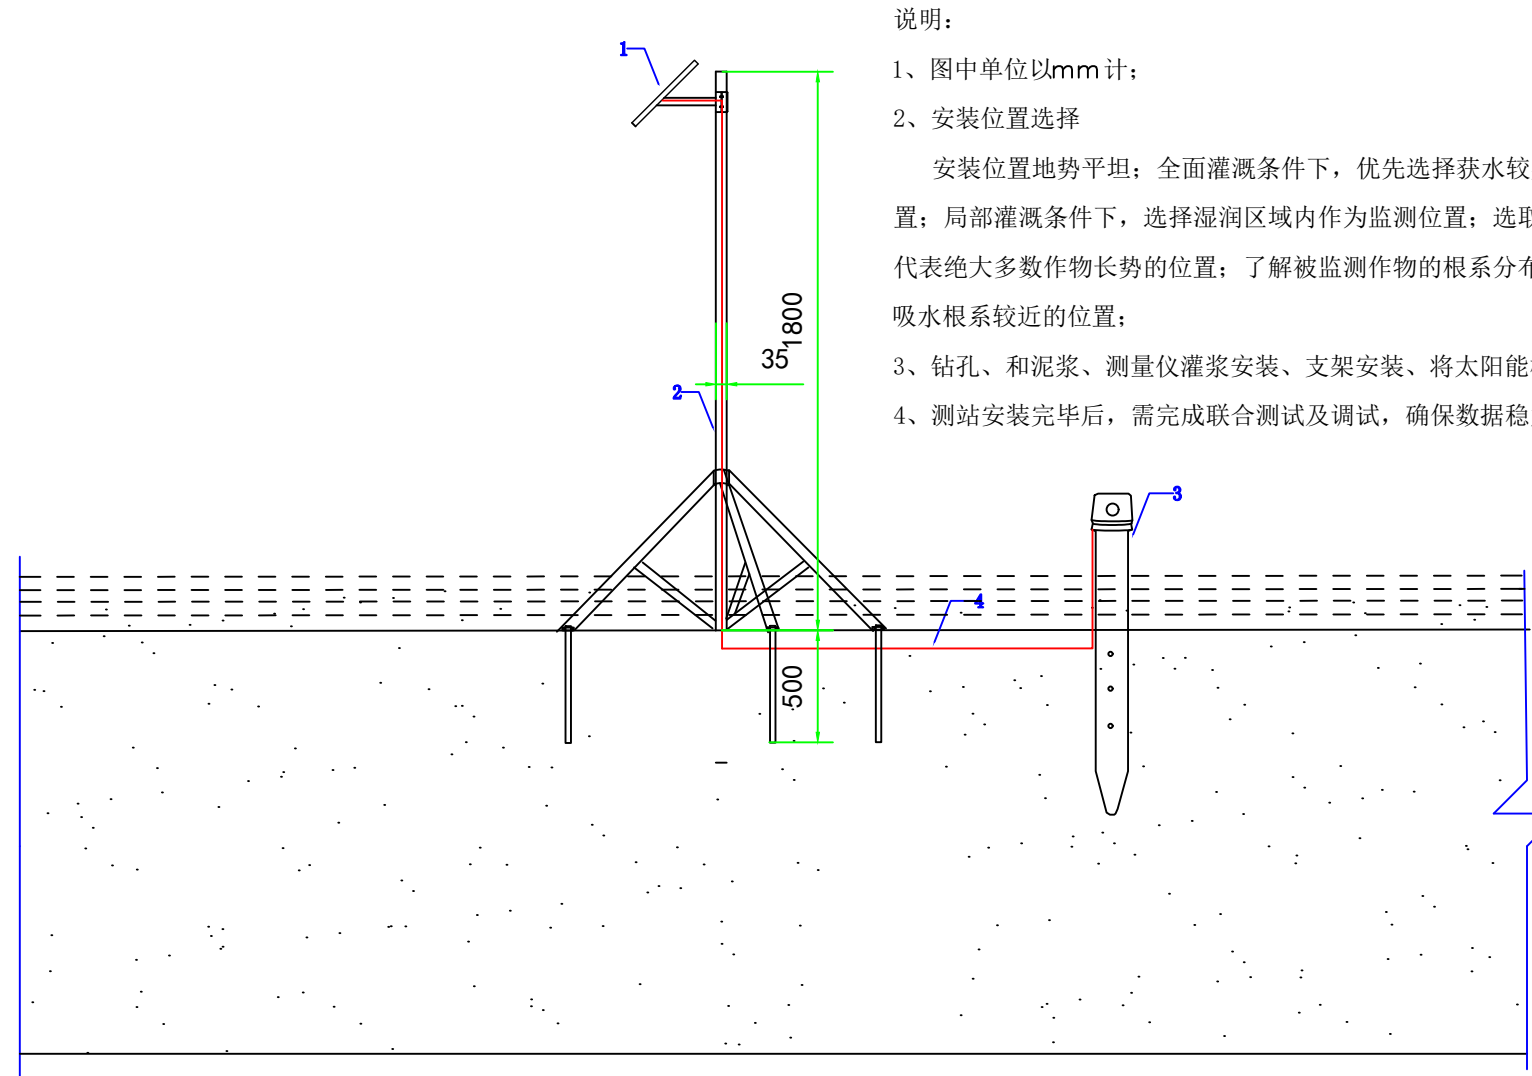 说明：
1、图中单位以mm计；
2、安装位置选择
安装位置地势平坦；全面灌溉条件下，优先选择获水较
置；局部灌溉条件下，选择湿润区域内作为监测位置；选取
代表绝大多数作物长势的位置；了解被监测作物的根系分布
吸水根系较近的位置；
3、钻孔、和泥浆、测量仪灌浆安装、支架安装、将太阳能
4、测站安装完毕后，需完成联合测试及调试，确保数据稳
1
1800
35
2
3
4
500